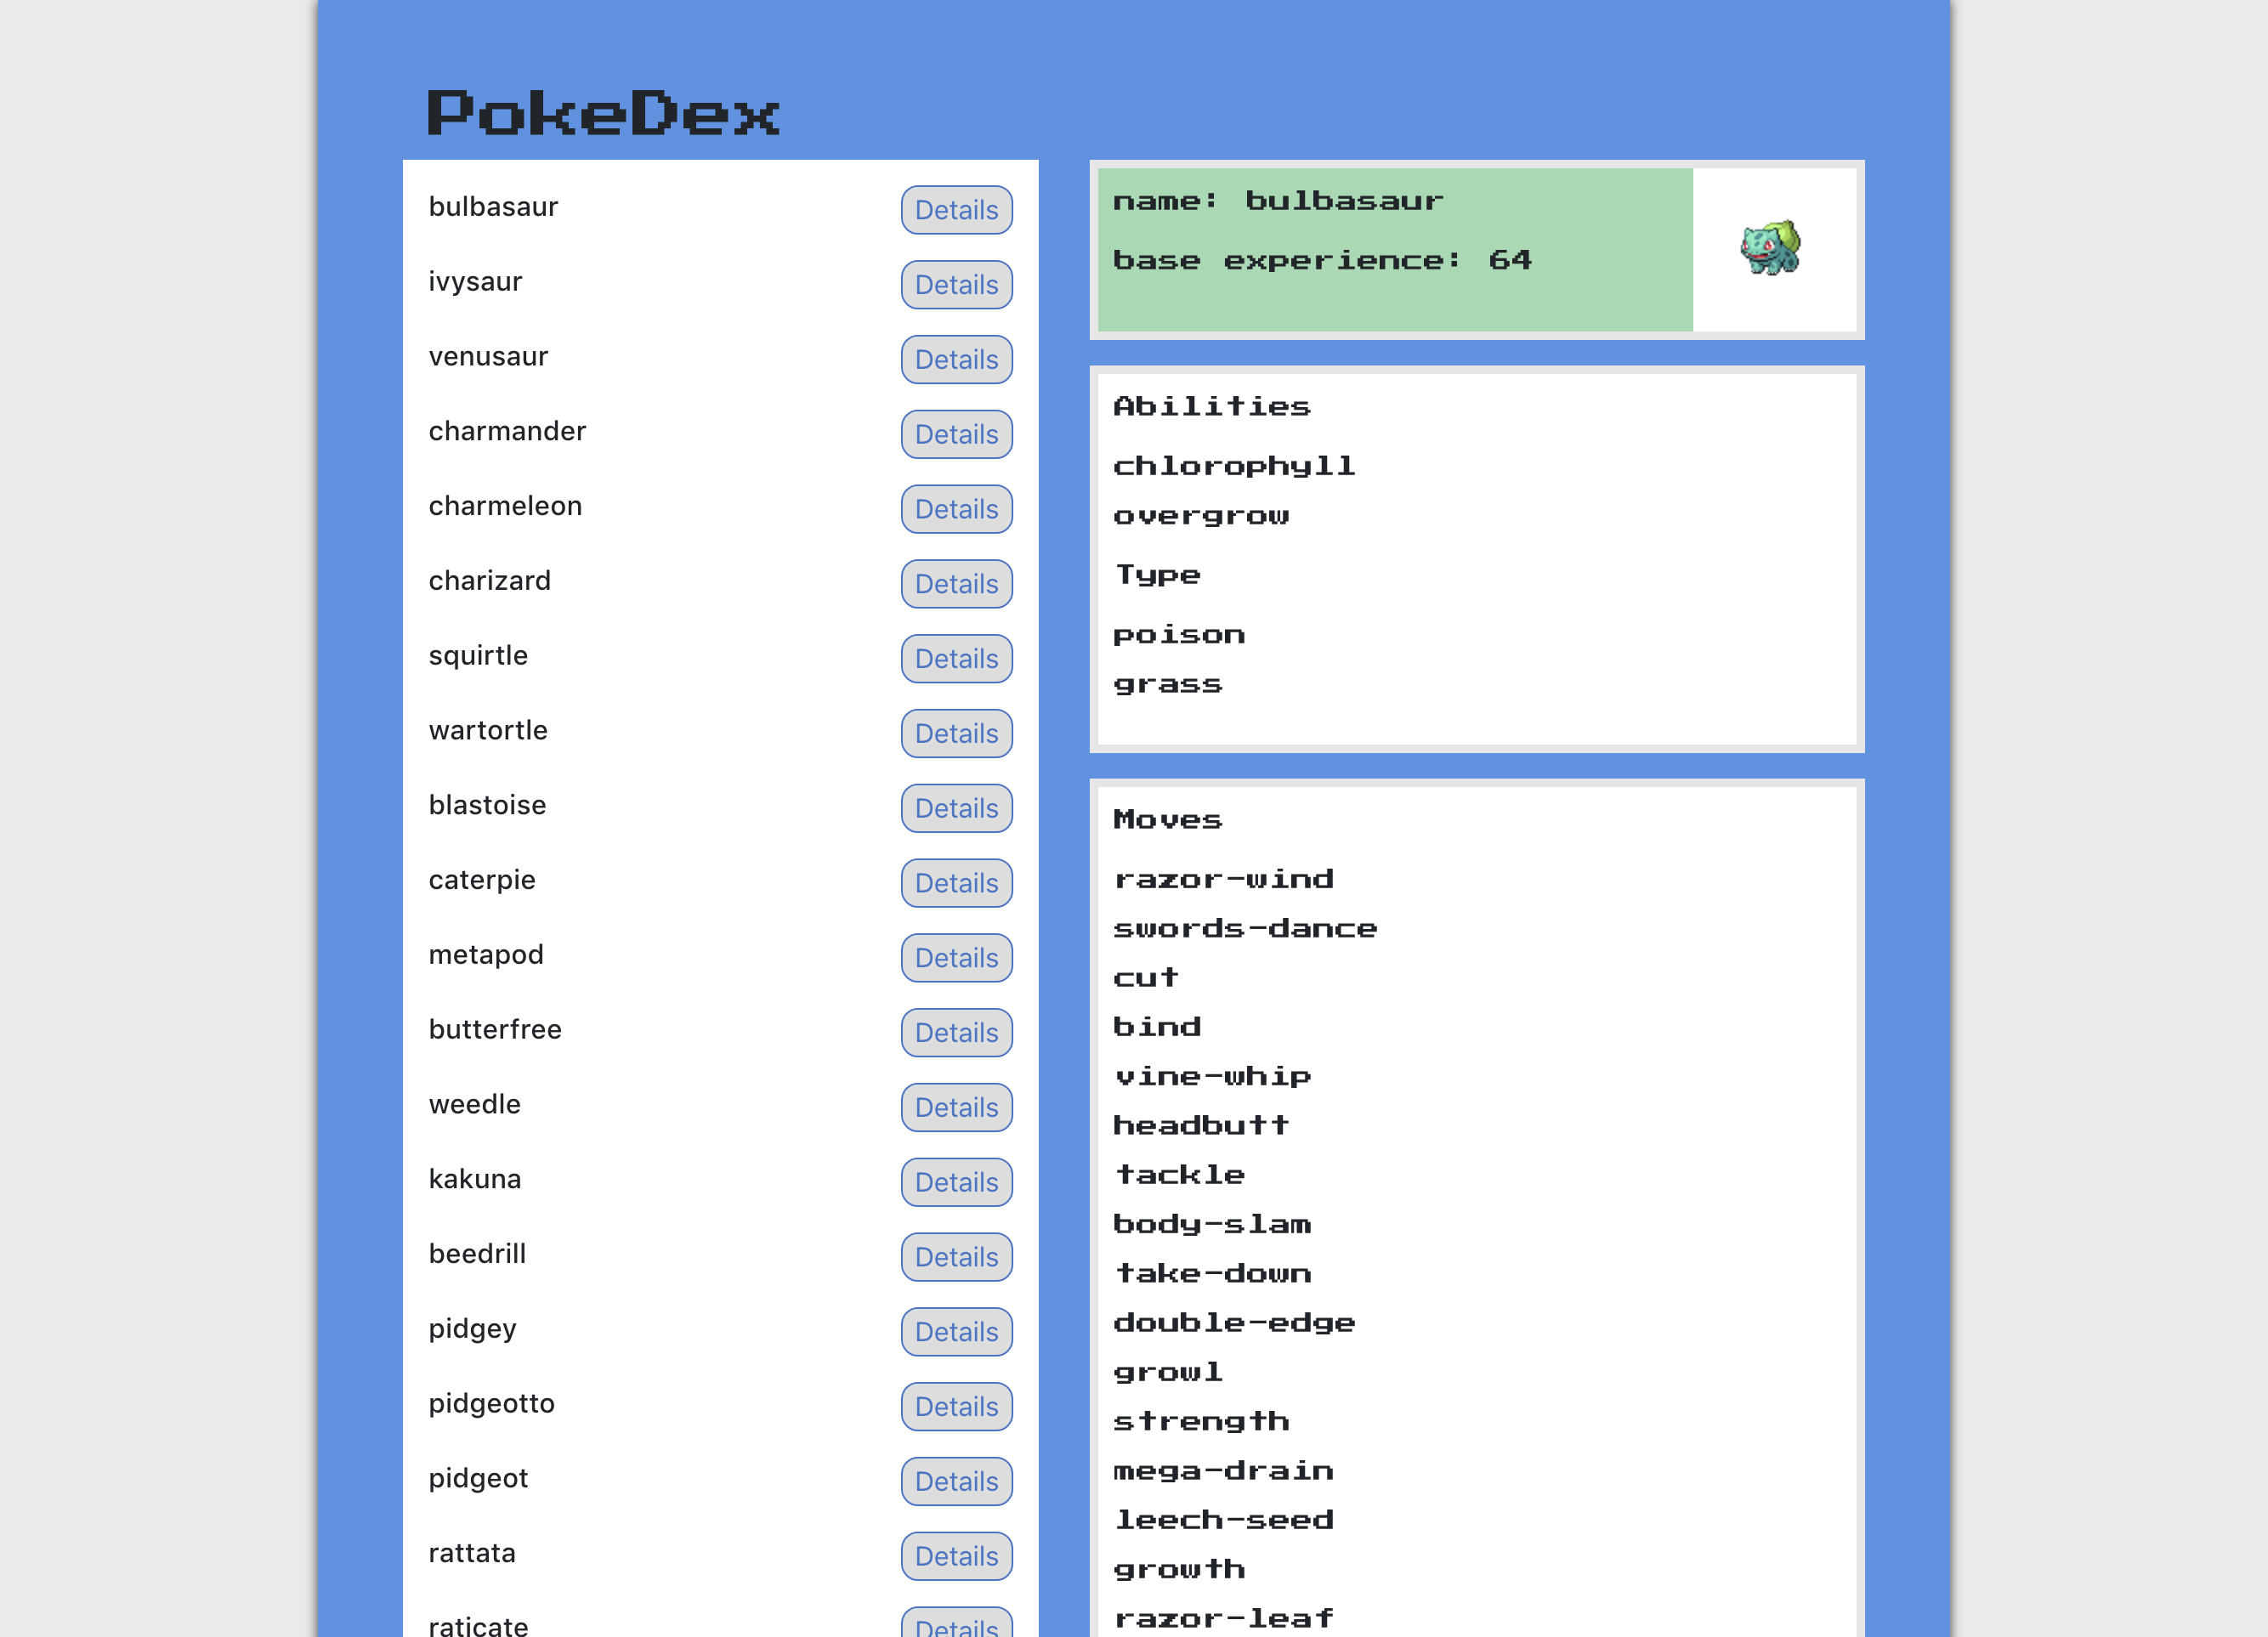 PokeDex
bulbasaur Details
ivysaur Details
venusaur Details
charmander Details
charmeleon Details
charizard Details
squirtle Details
wartortle Details
blastoise Details
caterpie Details
metapod Details
butterfree Details
weedle Details
kakuna Details
beedrill Details
pidgey Details
pidgeotto Details
pidgeot Details
rattata Details
raticate Details
name: bulbasaur
base experience: 64
Abilities
chlorophyll
overgrow
Type
poison
grass
Moves
razor-wind
swords-dance
cut
bind
vine-whip
headbutt
tackle
body-slam
take-down
double-edge
growl
strength
mega-drain
leech-seed
growth
razor-leaf